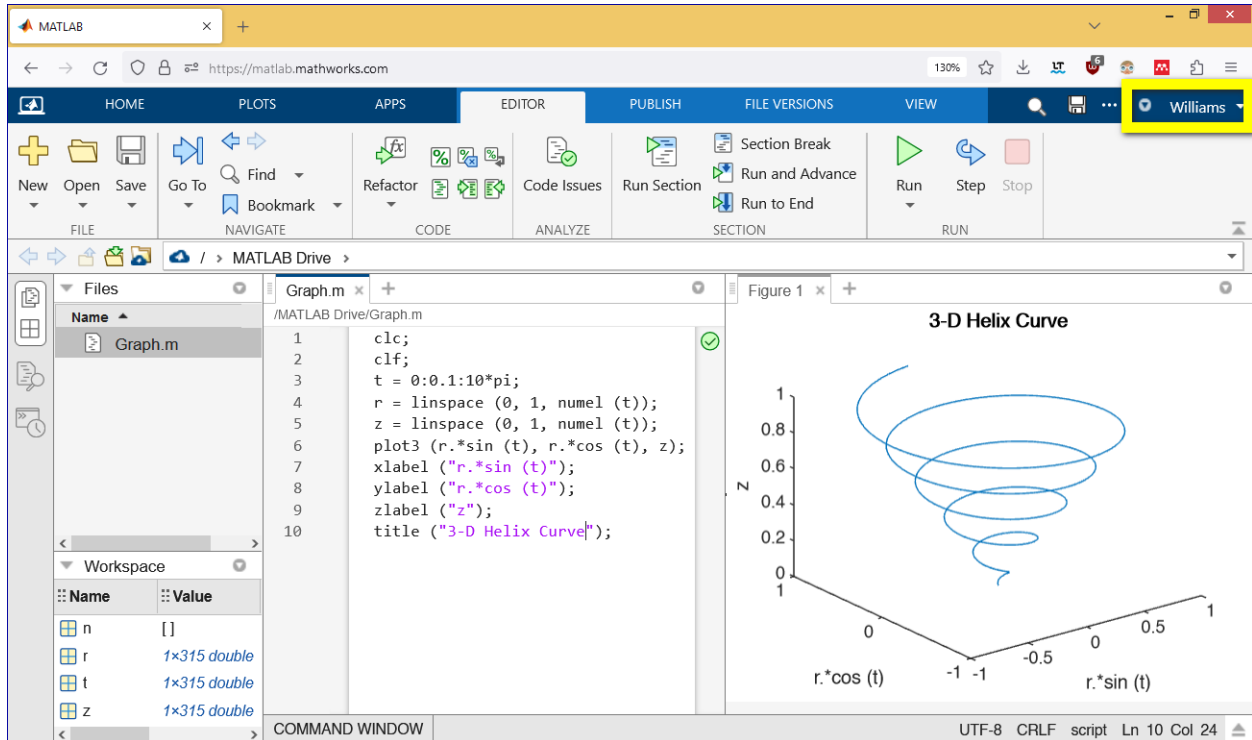 MATLAB
https://matlab.mathworks.com 130%
HOME PLOTS APPS EDITOR PUBLISH FILE VERSIONS VIEW Williams
New Open Save Go To Find Bookmark Refactor Code Issues Run Section Section Break Run and Advance Run to End Run Step Stop
FILE NAVIGATE CODE ANALYZE SECTION RUN
/ > MATLAB Drive >
Files
Name
Graph.m
Graph.m
/MATLAB Drive/Graph.m
1 clc;
2 clf;
3 t = 0:0.1:10*pi;
4 r = linspace (0, 1, numel (t));
5 z = linspace (0, 1, numel (t));
6 plot3 (r.*sin (t), r.*cos (t), z);
7 xlabel ("r.*sin (t)");
8 ylabel ("r.*cos (t)");
9 zlabel ("z");
10 title ("3-D Helix Curve");
Figure 1
3-D Helix Curve
1
0.8
0.6
z
0.4
0.2
0
1
0
-1 -1
-0.5
0
0.5
1
r.*cos (t)
r.*sin (t)
Workspace
Name Value
n []
r 1×315 double
t 1×315 double
z 1×315 double
COMMAND WINDOW
UTF-8 CRLF script Ln 10 Col 24